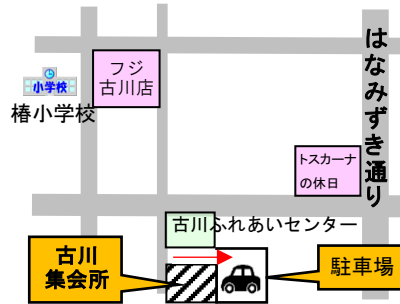 はなみずき通り
フジ
古川店
小学校
椿小学校
トスカーナ
の休日
古川ふれあいセンター
古川
集会所
駐車場